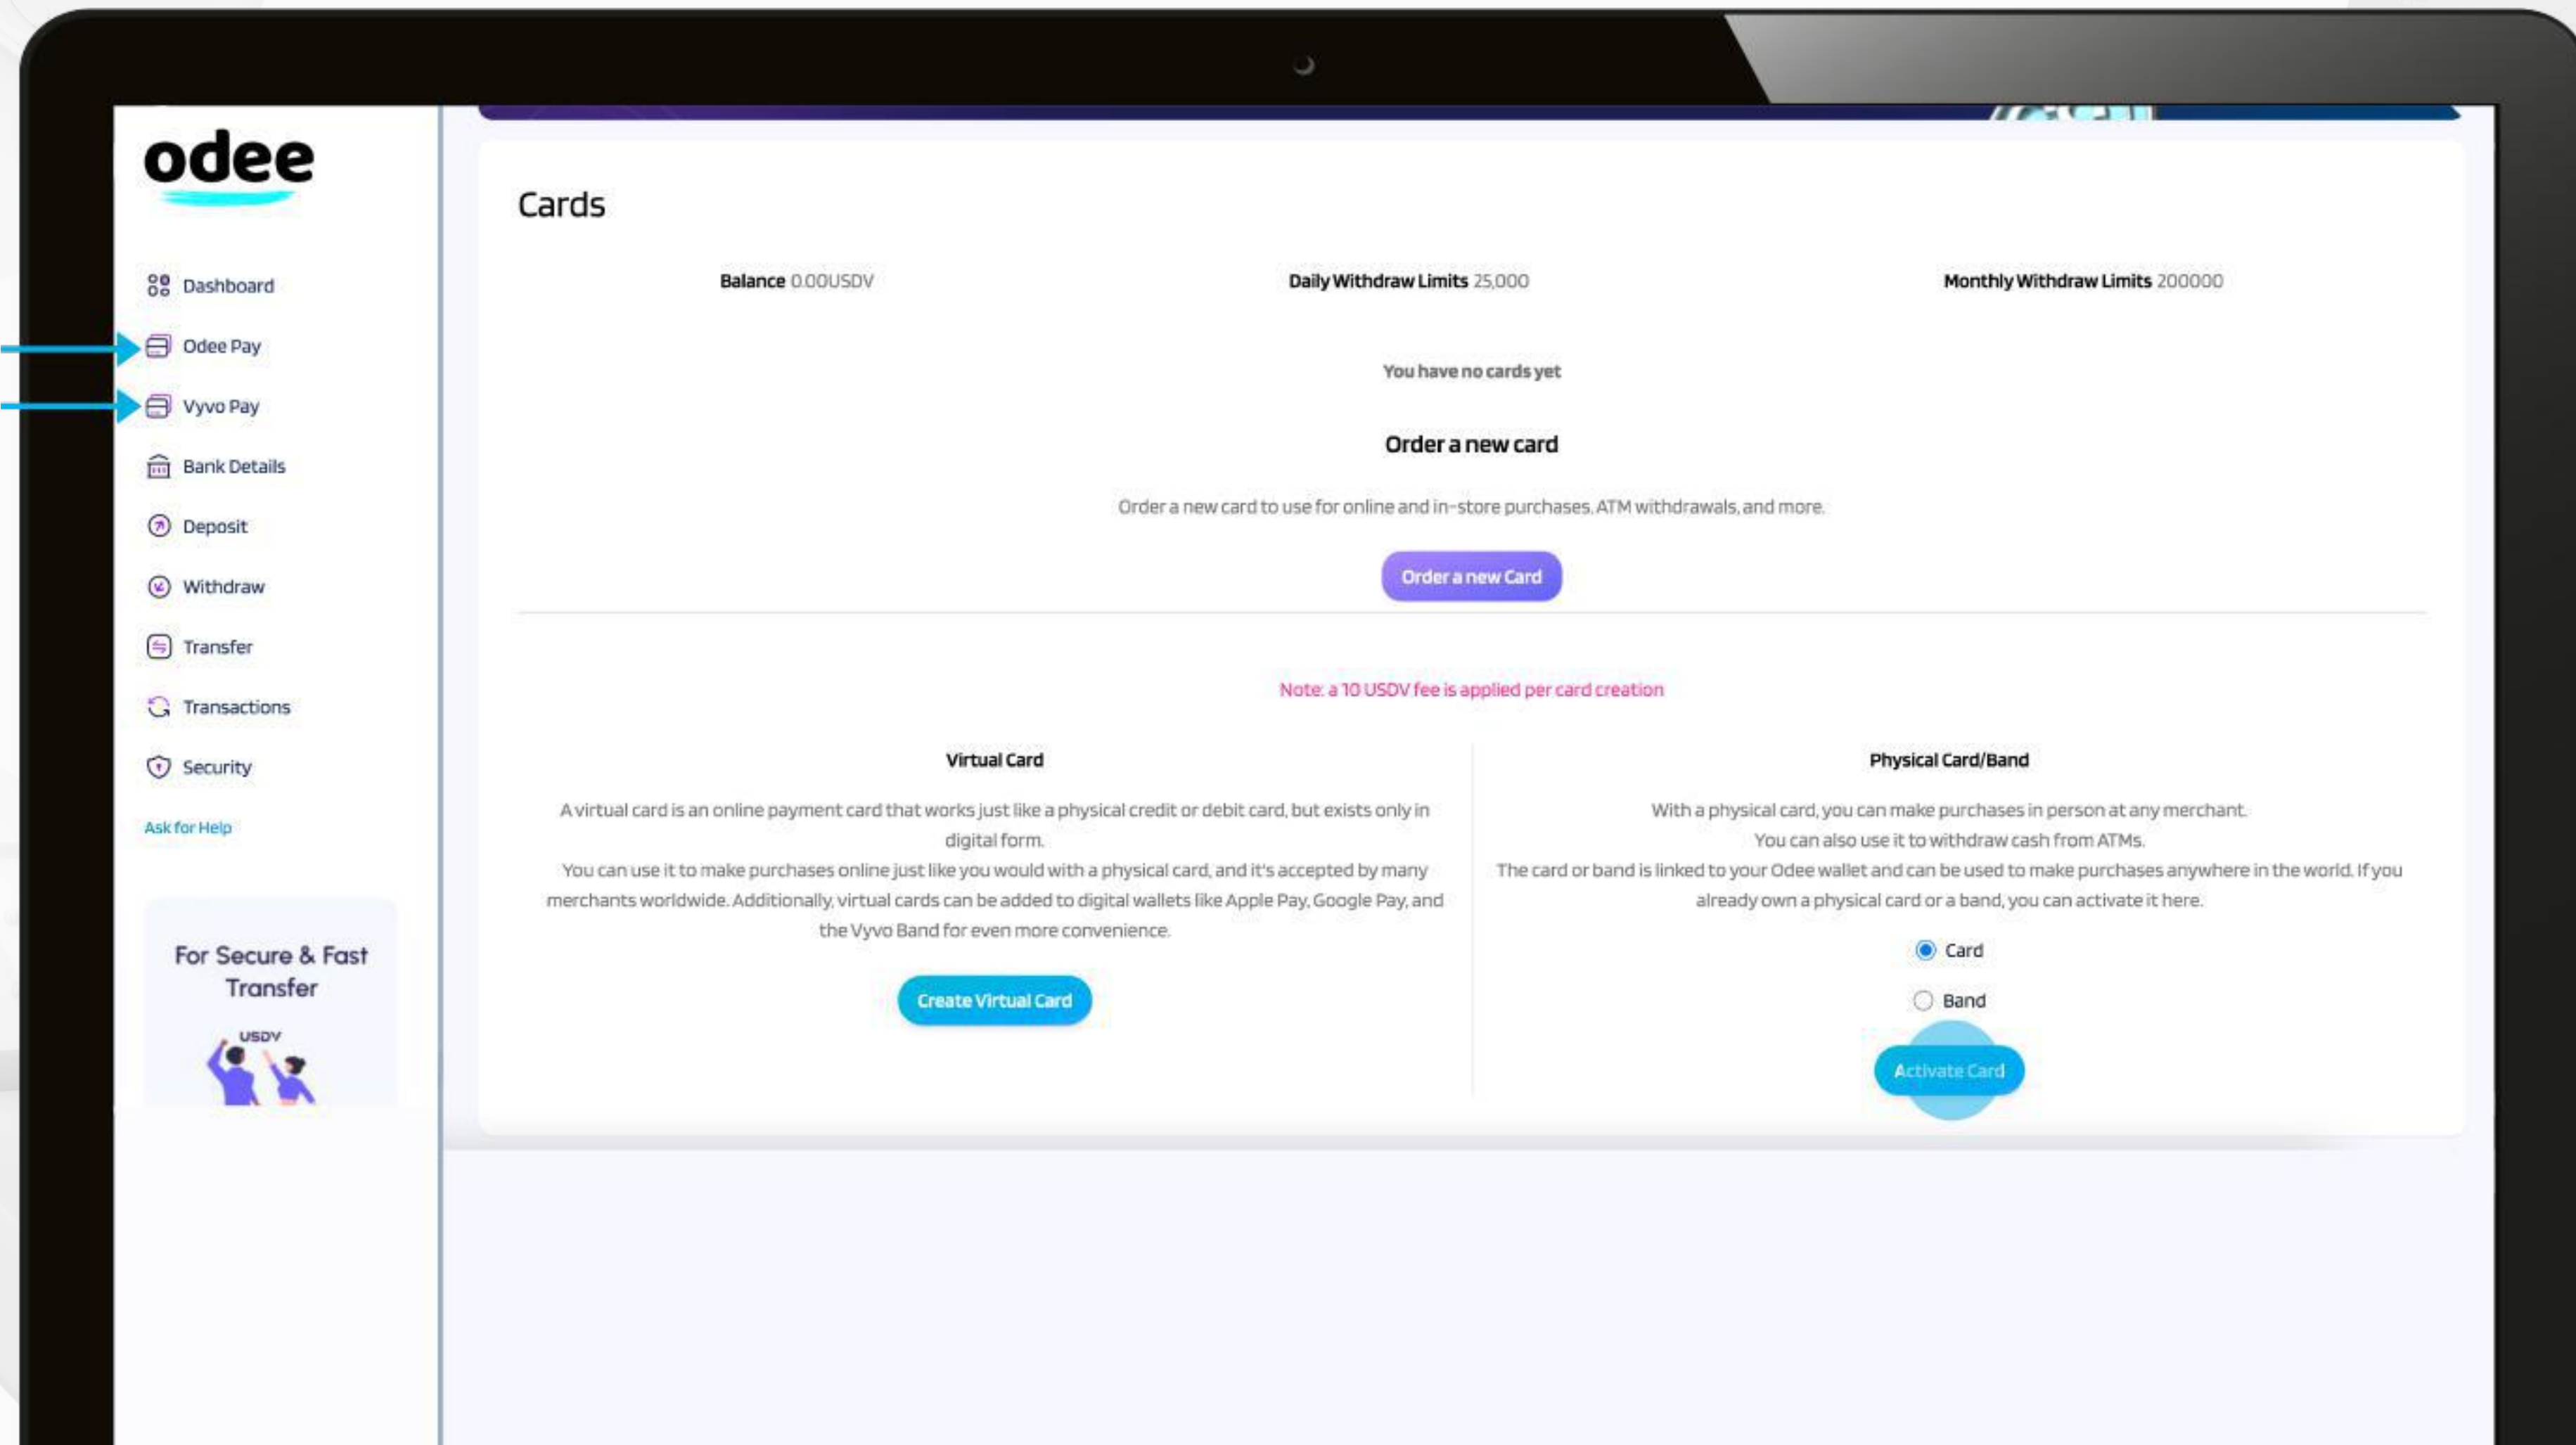 odee
Dashboard
Odee Pay
Vyvo Pay
Bank Details
Deposit
Withdraw
Transfer
Transactions
Security
Ask for Help
For Secure & Fast
Transfer
USDV
Cards
Balance 0.00USDV
Daily Withdraw Limits 25,000
Monthly Withdraw Limits 200000
You have no cards yet
Order a new card
Order a new card to use for online and in-store purchases, ATM withdrawals, and more.
Order a new Card
Note: a 10 USDV fee is applied per card creation
Virtual Card
A virtual card is an online payment card that works just like a physical credit or debit card, but exists only in
digital form.
You can use it to make purchases online just like you would with a physical card, and it's accepted by many
merchants worldwide. Additionally, virtual cards can be added to digital wallets like Apple Pay, Google Pay, and
the Vyvo Band for even more convenience.
Create Virtual Card
Physical Card/Band
With a physical card, you can make purchases in person at any merchant.
You can also use it to withdraw cash from ATMs.
The card or band is linked to your Odee wallet and can be used to make purchases anywhere in the world. If you
already own a physical card or a band, you can activate it here.
Card
Band
Activate Card